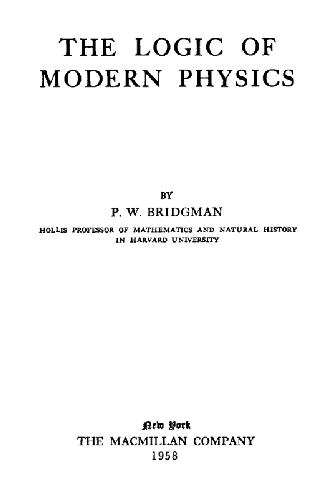 THE LOGIC OF
MODERN PHYSICS
BY
P. W. BRIDGMAN
HOLLIS PROFESSOR OF MATHEMATICS AND NATURAL HISTORY
IN HARVARD UNIVERSITY
New York
THE MACMILLAN COMPANY
1958